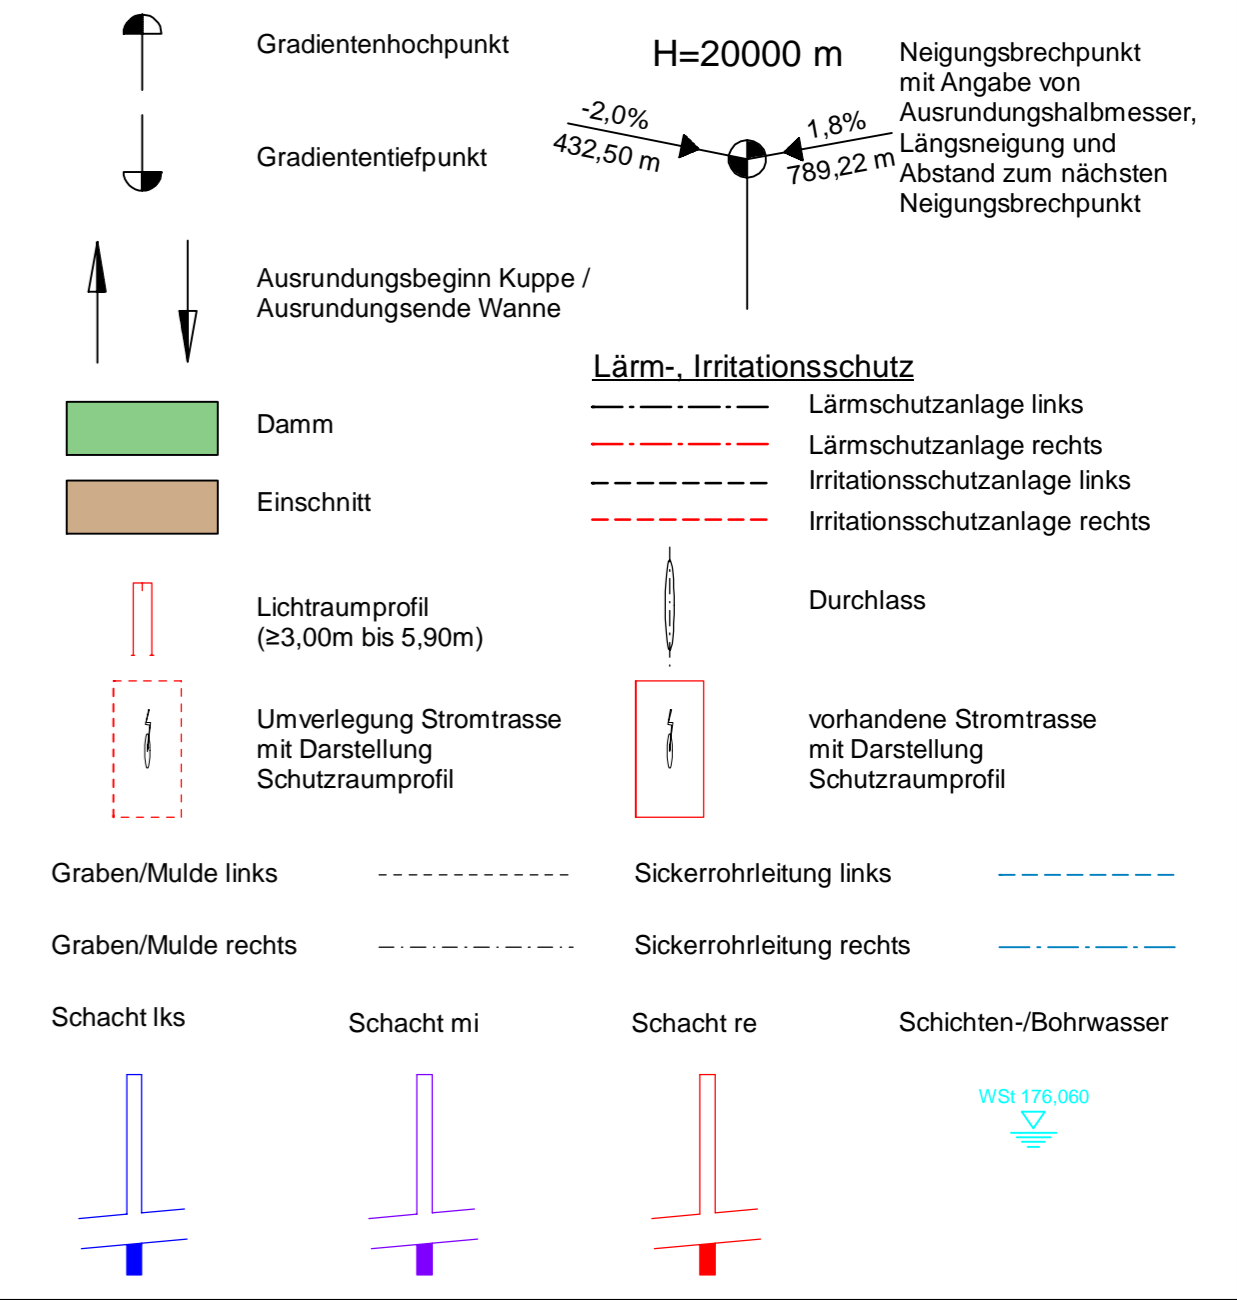 Gradientenhochpunkt
H=20000 m
Neigungsbrechpunkt
mit Angabe von
Ausrundungshalbmesser,
Längsneigung und
Abstand zum nächsten
Neigungsbrechpunkt
-2,0%
432,50 m
1,8%
789,22 m
Gradiententiefpunkt
Ausrundungsbeginn Kuppe /
Ausrundungsende Wanne
Lärm-, Irritationsschutz
Lärmschutzanlage links
Lärmschutzanlage rechts
Irritationsschutzanlage links
Irritationsschutzanlage rechts
Damm
Einschnitt
Lichtraumprofil
(≥3,00m bis 5,90m)
Durchlass
Umverlegung Stromtrasse
mit Darstellung
Schutzraumprofil
vorhandene Stromtrasse
mit Darstellung
Schutzraumprofil
Graben/Mulde links
Sickerrohrleitung links
Graben/Mulde rechts
Sickerrohrleitung rechts
Schacht lks
Schacht mi
Schacht re
Schichten-/Bohrwasser
WSt 176,060